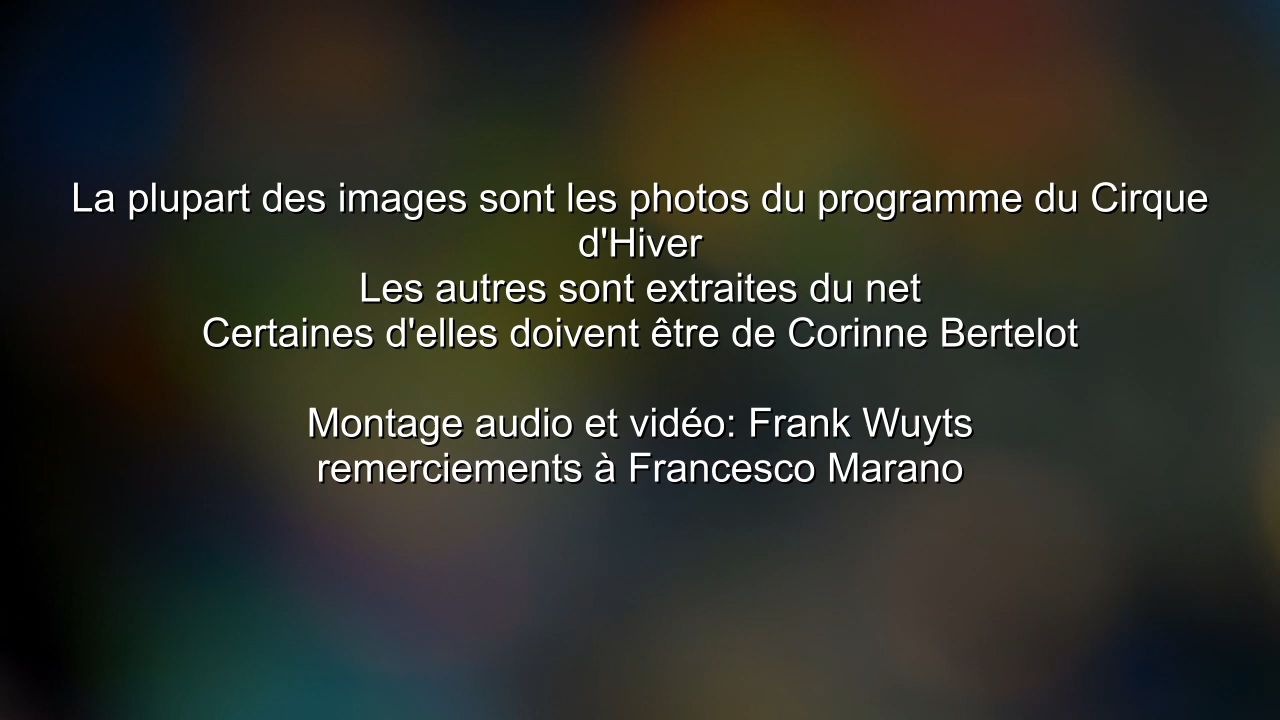 La plupart des images sont les photos du programme du Cirque
d'Hiver
Les autres sont extraites du net
Certaines d'elles doivent être de Corinne Bertelot
Montage audio et vidéo: Frank Wuyts
remerciements à Francesco Marano